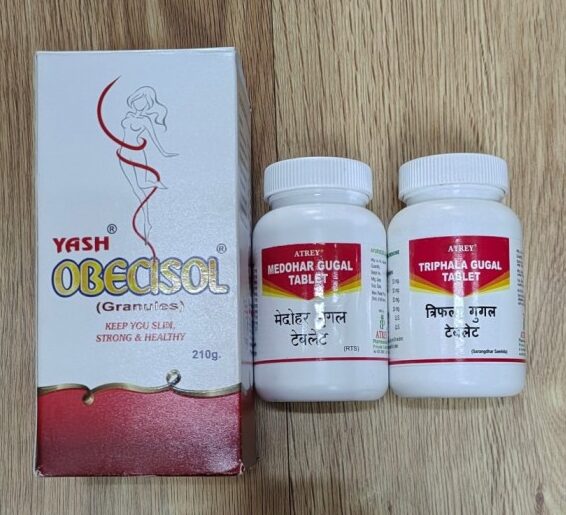 YASH®
OBECISOL®
(Granules)
KEEP YOU SLIM,
STRONG & HEALTHY
210g.
ATREY®
MEDOHAR GUGAL
TABLET
मेदोहर गुगल
टेबलेट
(RTS)
ATREY®
TRIPHALA GUGAL
TABLET
त्रिफला गुगल
टेबलेट
(Sarangdhar Samhita)